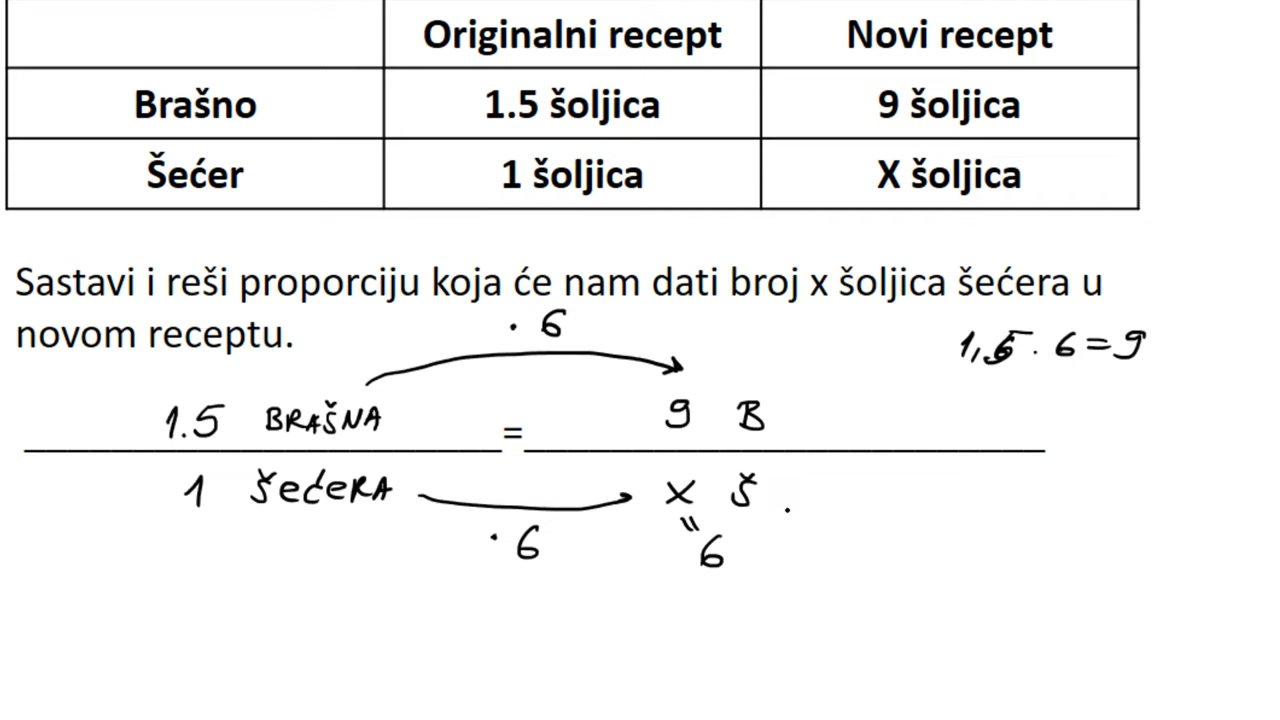 Originalni recept Novi recept
Brašno 1.5 šoljica 9 šoljica
Šećer 1 šoljica X šoljica
Sastavi i reši proporciju koja će nam dati broj x šoljica šećera u
novom receptu.
· 6
1,5 · 6 = 9
1.5 BRAŠNA = 9 B
1 ŠEĆERA X Š
· 6
" 6